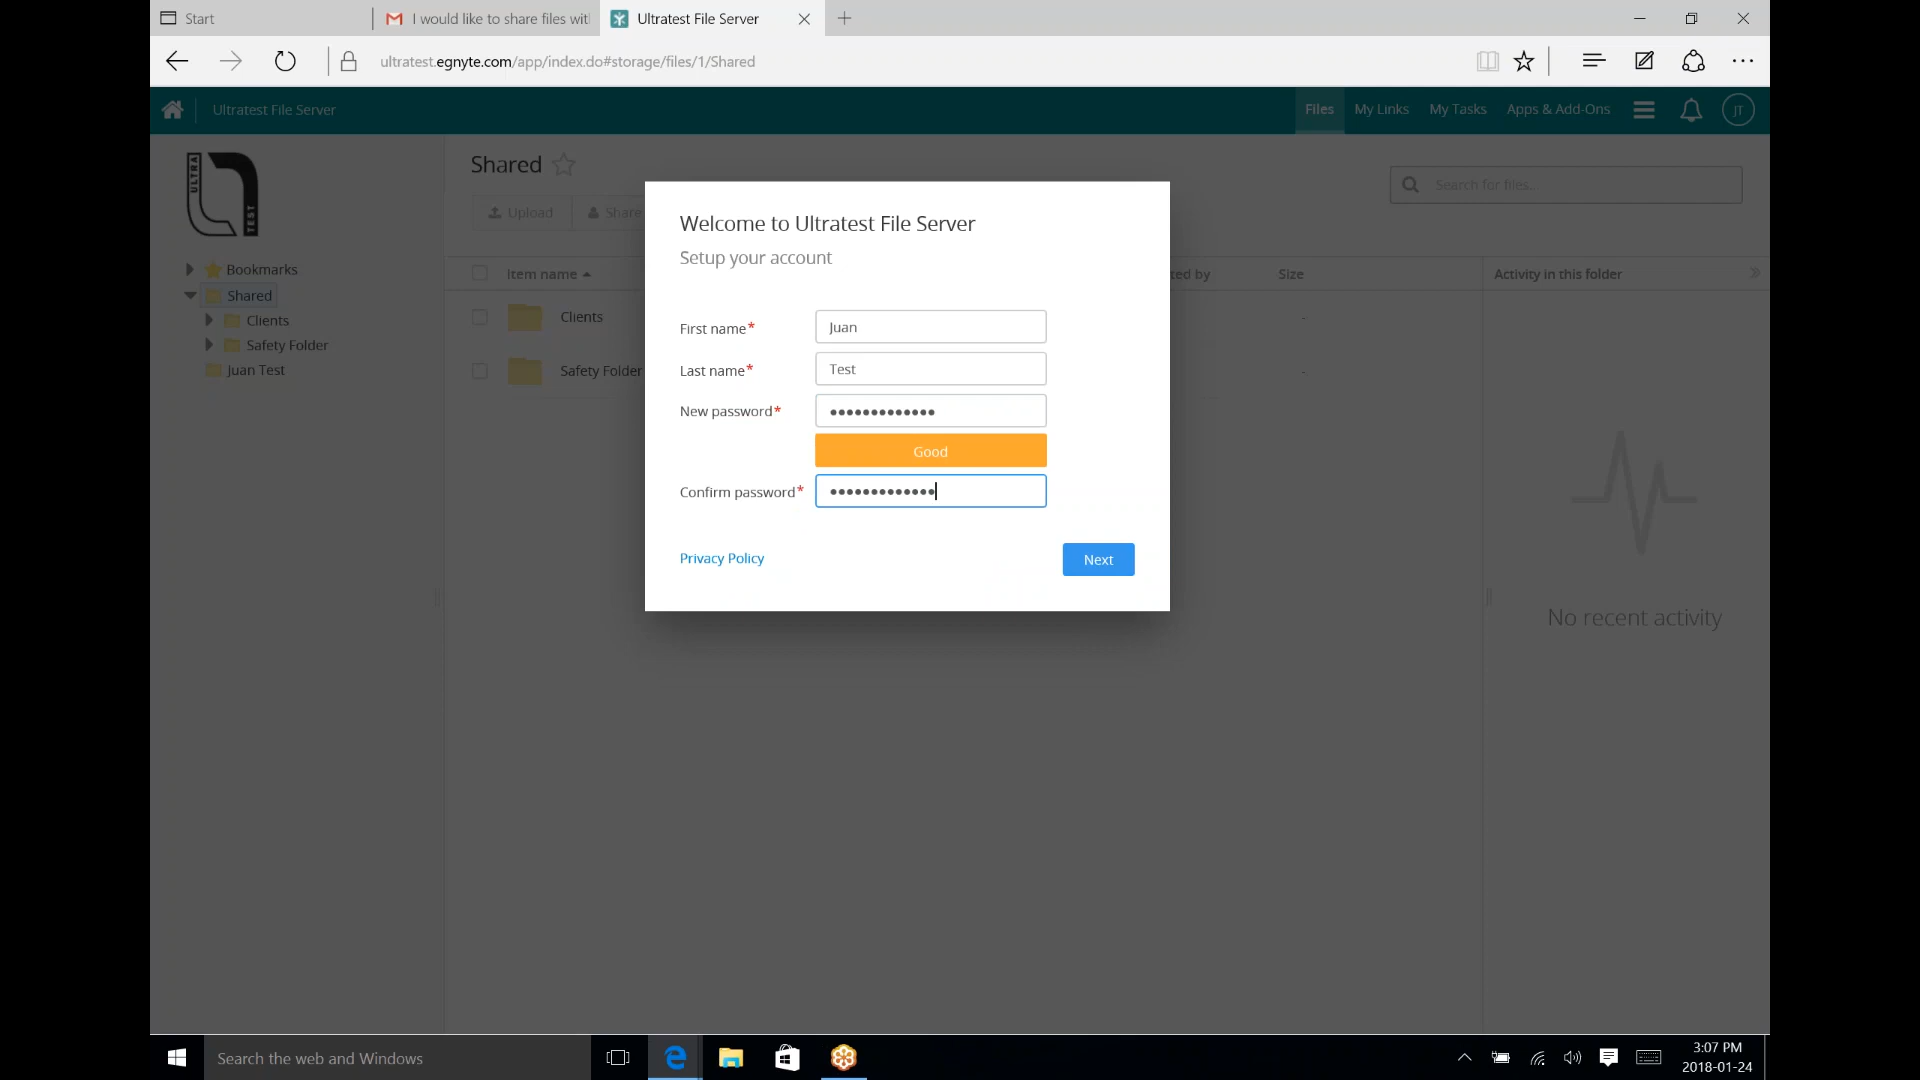 Start
I would like to share files wit
Ultratest File Server
ultratest.egnyte.com/app/index.do#storage/files/1/Shared
Ultratest File Server
Files
My Links
My Tasks
Apps & Add-Ons
JT
ULTRA
TEST
Shared
Search for files..
Upload
Share
Welcome to Ultratest File Server
Setup your account
Bookmarks
Shared
Clients
Safety Folder
Juan Test
Item name
ted by
Size
Activity in this folder
Clients
-
Safety Folder
-
First name*
Juan
Last name*
Test
New password*
•••••••••••••
Good
Confirm password*
•••••••••••••
Privacy Policy
Next
No recent activity
Search the web and Windows
3:07 PM
2018-01-24